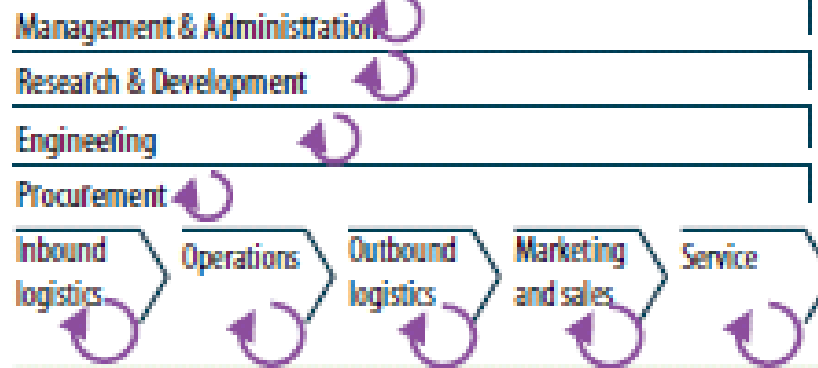 Management & Administration
Research & Development
Engineering
Procurement
Inbound
logistics
Operations
Outbound
logistics
Marketing
and sales
Service